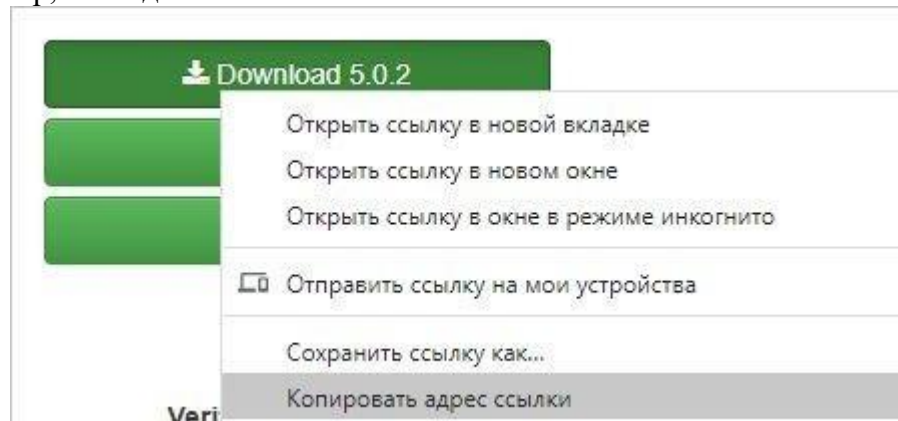 Download 5.0.2
Открыть ссылку в новой вкладке
Открыть ссылку в новом окне
Открыть ссылку в окне в режиме инкогнито
Отправить ссылку на мои устройства
Сохранить ссылку как...
Копировать адрес ссылки